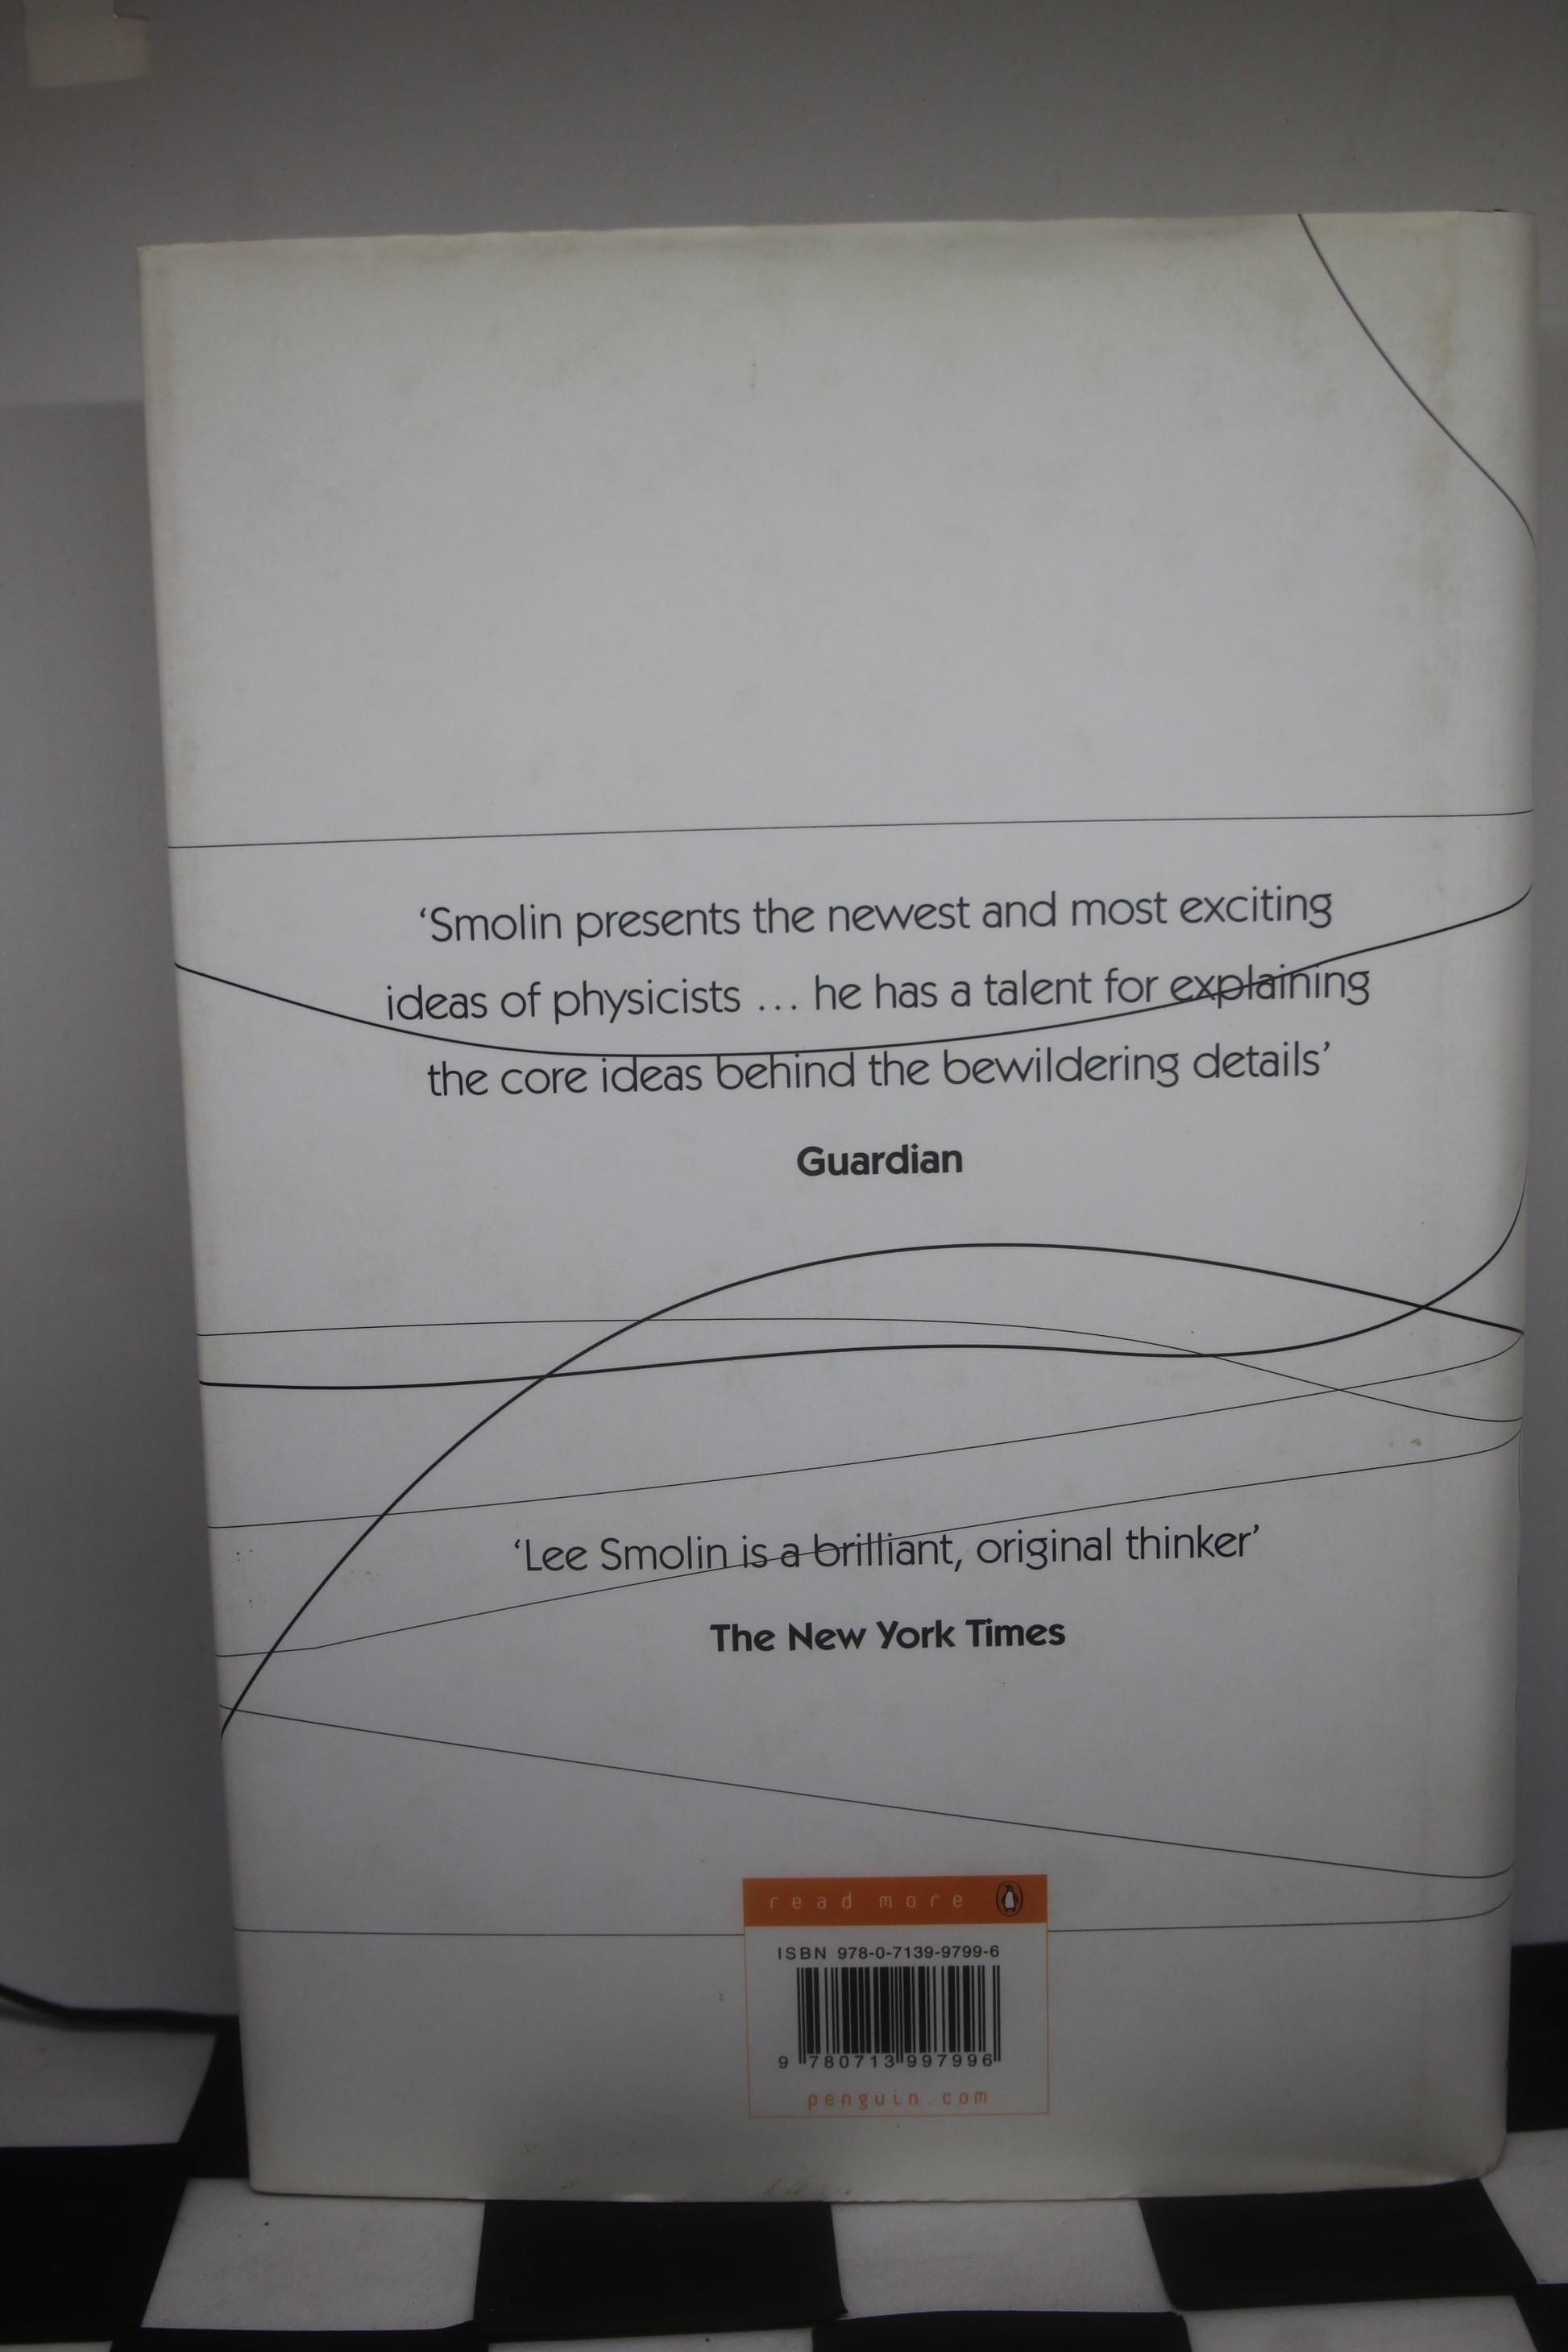 ‘Smolin presents the newest and most exciting
ideas of physicists ... he has a talent for explaining
the core ideas behind the bewildering details’
Guardian
‘Lee Smolin is a brilliant, original thinker’
The New York Times
read more
ISBN 978-0-7139-9799-6
9 780713 997996
penguin.com